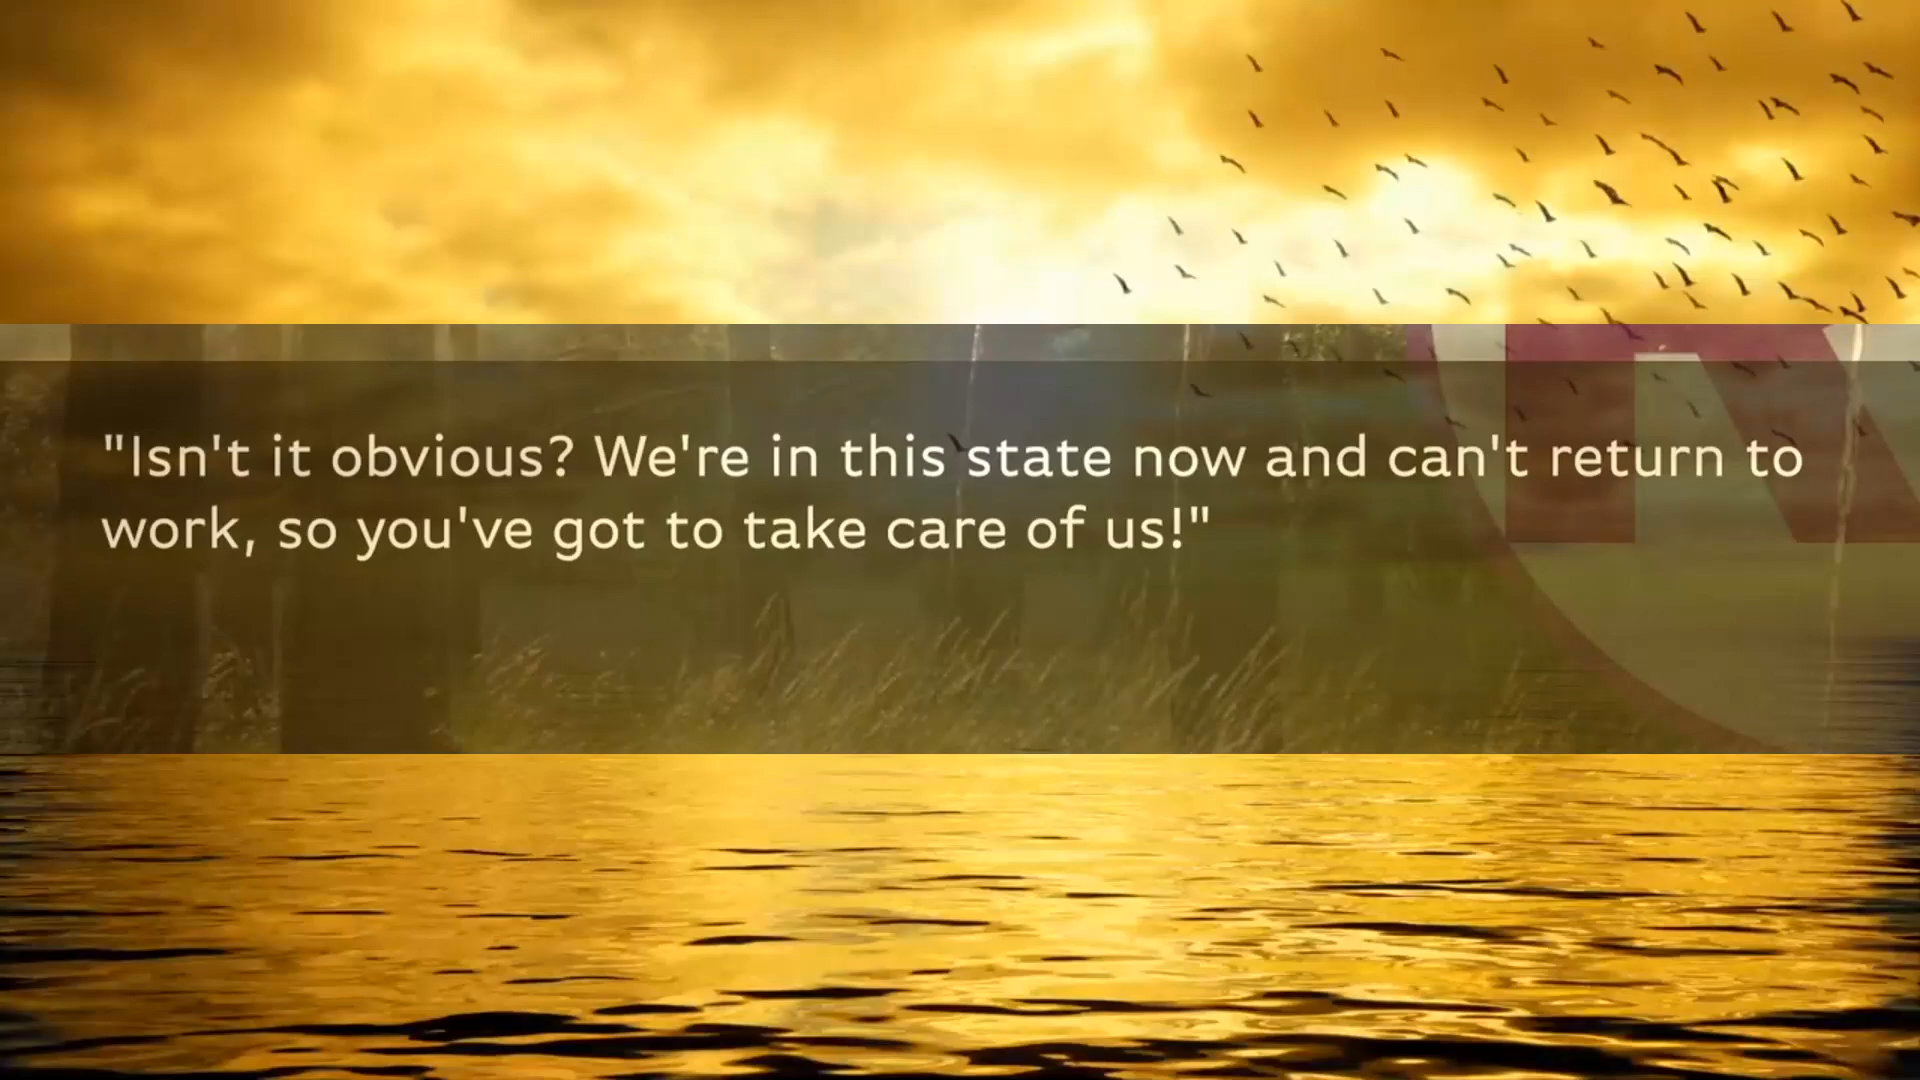 "Isn't it obvious? We're in this state now and can't return to
work, so you've got to take care of us!"